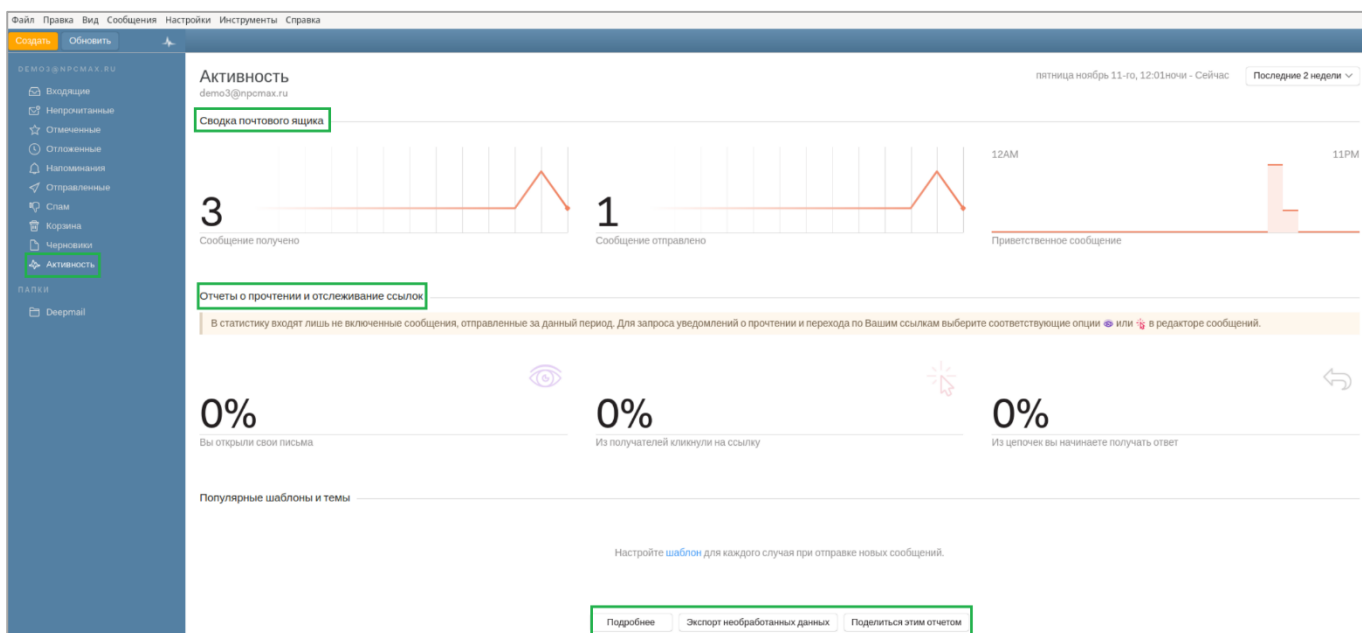 Файл Правка Вид Сообщения Настройки Инструменты Справка
Создать Обновить
DEMO3@NPCMAX.RU
Входящие
Непрочитанные
Отмеченные
Отложенные
Напоминания
Отправленные
Спам
Корзина
Черновики
Активность
ПАПКИ
Deepmail
Активность
demo3@npcmax.ru
пятница ноябрь 11-го, 12:01ночи - Сейчас Последние 2 недели
Сводка почтового ящика
3
Сообщение получено
1
Сообщение отправлено
12AM 11PM
Приветственное сообщение
Отчеты о прочтении и отслеживание ссылок
В статистику входят лишь не включенные сообщения, отправленные за данный период. Для запроса уведомлений о прочтении и перехода по Вашим ссылкам выберите соответствующие опции или в редакторе сообщений.
0%
Вы открыли свои письма
0%
Из получателей кликнули на ссылку
0%
Из цепочек вы начинаете получать ответ
Популярные шаблоны и темы
Настройте шаблон для каждого случая при отправке новых сообщений.
Подробнее Экспорт необработанных данных Поделиться этим отчетом